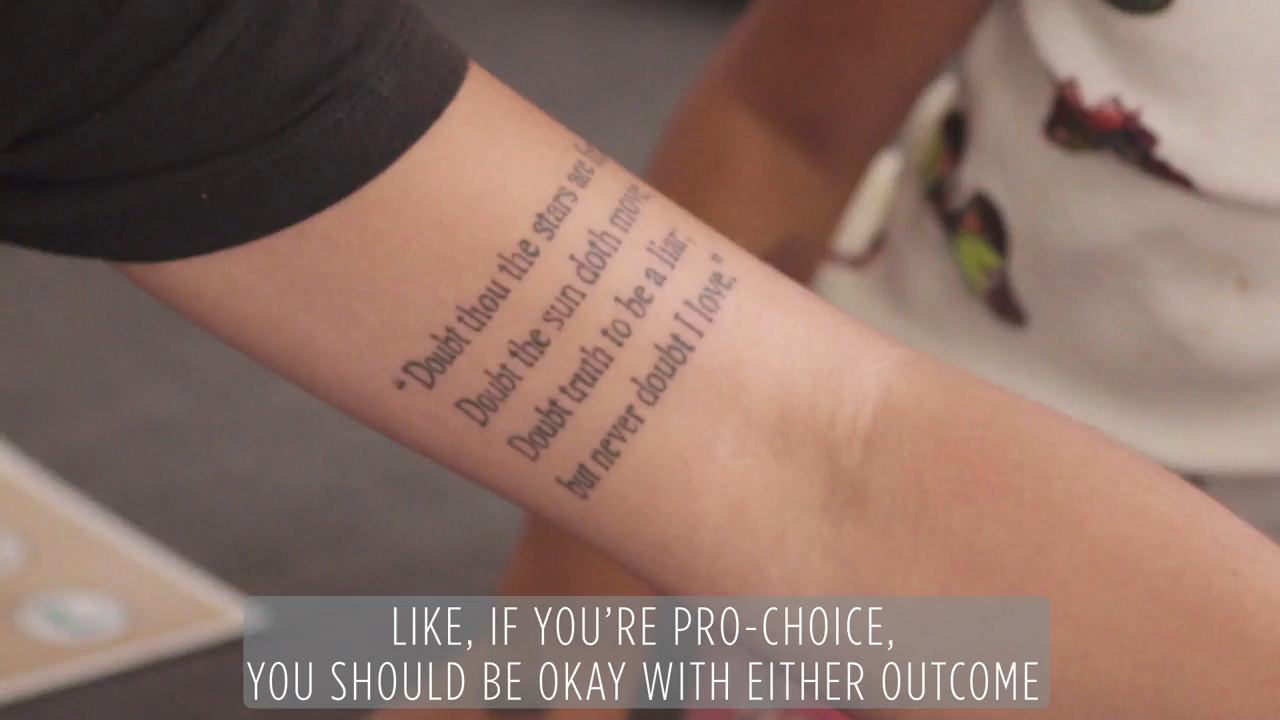 "Doubt thou the stars are
Doubt the sun doth move,
Doubt truth to be a liar,
but never doubt I love."
LIKE, IF YOU'RE PRO-CHOICE,
YOU SHOULD BE OKAY WITH EITHER OUTCOME